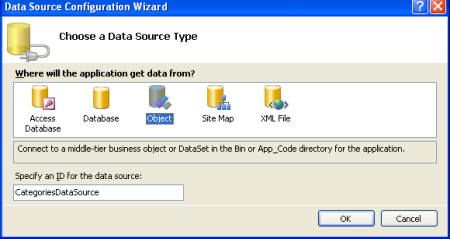 Data Source Configuration Wizard
Choose a Data Source Type
Where will the application get data from?
Access Database
Database
Object
Site Map
XML File
Connect to a middle-tier business object or DataSet in the Bin or App_Code directory for the application.
Specify an ID for the data source:
CategoriesDataSource
OK
Cancel